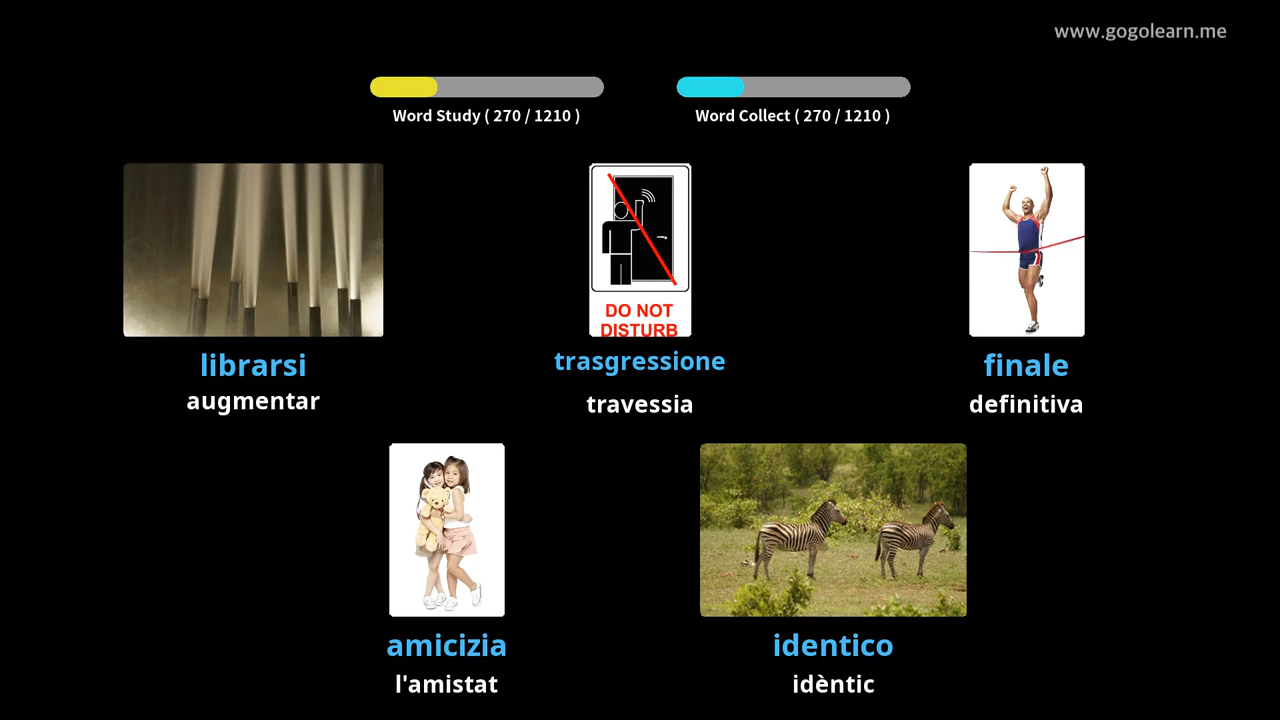 www.gogolearn.me
Word Study ( 270 / 1210 )
Word Collect ( 270 / 1210 )
DO NOT
DISTURB
librarsi
augmentar
trasgressione
travessia
finale
definitiva
amicizia
l'amistat
identico
idèntic